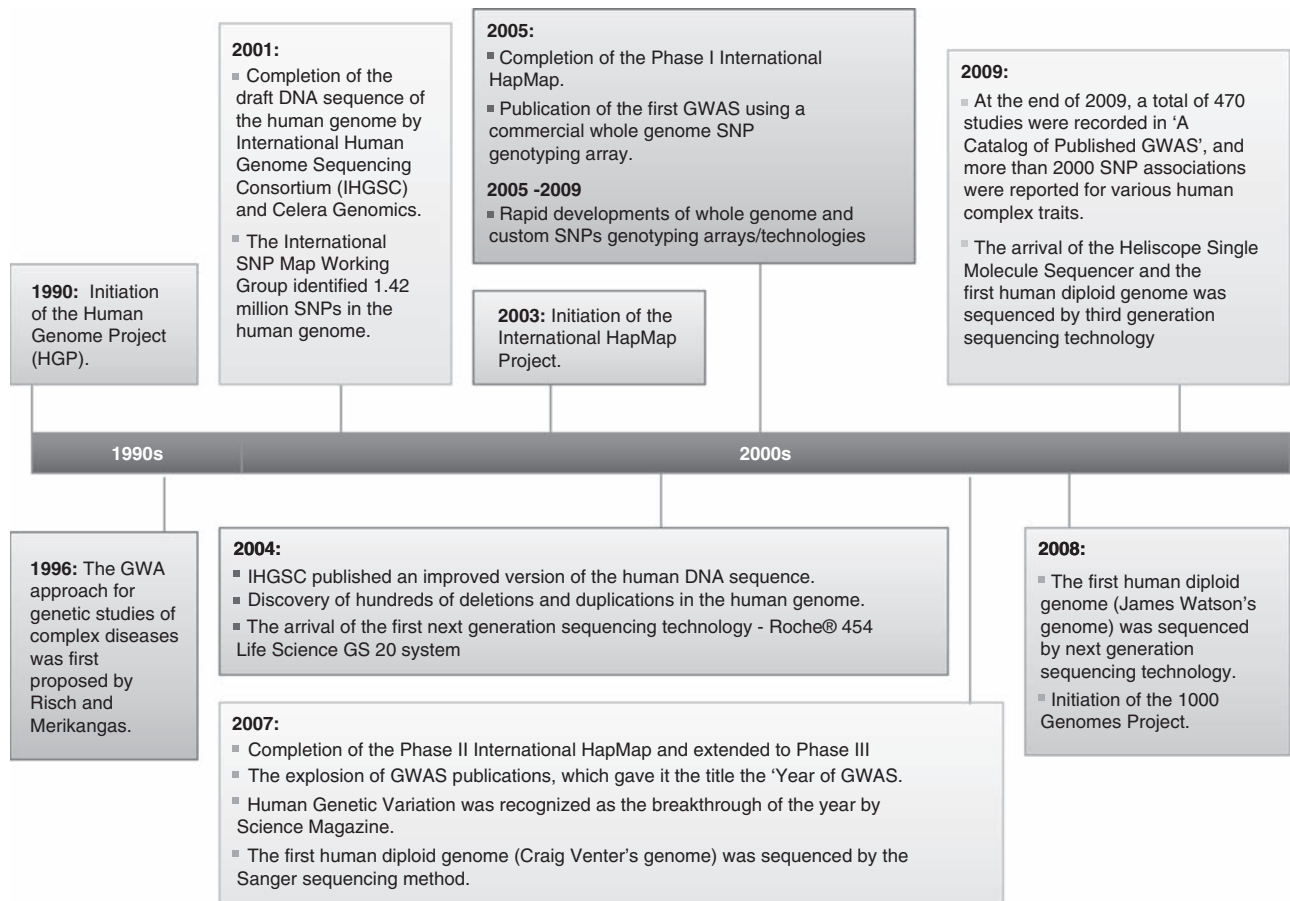 1990: Initiation
of the Human
Genome Project
(HGP).
2001:
▪ Completion of the
draft DNA sequence of
the human genome by
International Human
Genome Sequencing
Consortium (IHGSC)
and Celera Genomics.
▪ The International
SNP Map Working
Group identified 1.42
million SNPs in the
human genome.
2005:
▪ Completion of the Phase I International
HapMap.
▪ Publication of the first GWAS using a
commercial whole genome SNP
genotyping array.
2005 -2009
▪ Rapid developments of whole genome and
custom SNPs genotyping arrays/technologies
2003: Initiation of the
International HapMap
Project.
2009:
▪ At the end of 2009, a total of 470
studies were recorded in ‘A
Catalog of Published GWAS’, and
more than 2000 SNP associations
were reported for various human
complex traits.
▪ The arrival of the Heliscope Single
Molecule Sequencer and the
first human diploid genome was
sequenced by third generation
sequencing technology
1990s
2000s
1996: The GWA
approach for
genetic studies of
complex diseases
was first
proposed by
Risch and
Merikangas.
2004:
▪ IHGSC published an improved version of the human DNA sequence.
▪ Discovery of hundreds of deletions and duplications in the human genome.
▪ The arrival of the first next generation sequencing technology - Roche® 454
Life Science GS 20 system
2007:
▪ Completion of the Phase II International HapMap and extended to Phase III
▪ The explosion of GWAS publications, which gave it the title the ‘Year of GWAS.
▪ Human Genetic Variation was recognized as the breakthrough of the year by
Science Magazine.
▪ The first human diploid genome (Craig Venter’s genome) was sequenced by the
Sanger sequencing method.
2008:
▪ The first human diploid
genome (James Watson’s
genome) was sequenced
by next generation
sequencing technology.
▪ Initiation of the 1000
Genomes Project.